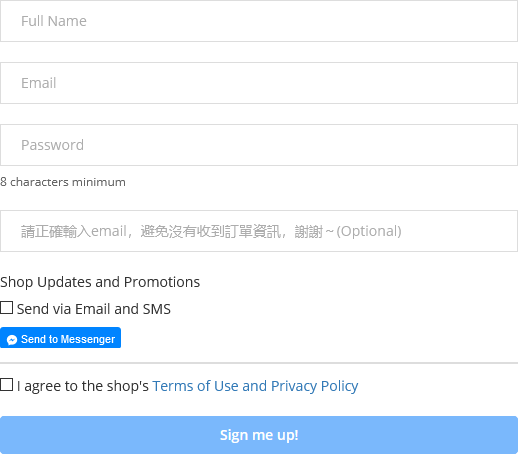 Full Name
Email
Password
8 characters minimum
請正確輸入email，避免沒有收到訂單資訊，謝謝～(Optional)
Shop Updates and Promotions
Send via Email and SMS
Send to Messenger
I agree to the shop's Terms of Use and Privacy Policy
Sign me up!